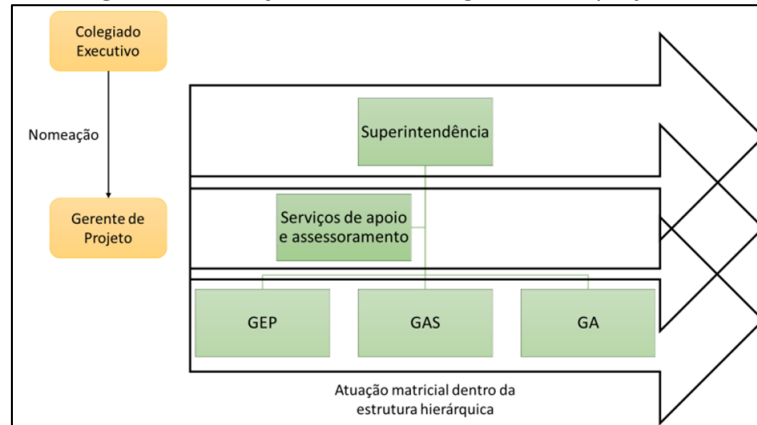 Colegiado
Executivo
Nomeação
Gerente de
Projeto
Superintendência
Serviços de apoio
e assessoramento
GEP
GAS
GA
Atuação matricial dentro da
estrutura hierárquica